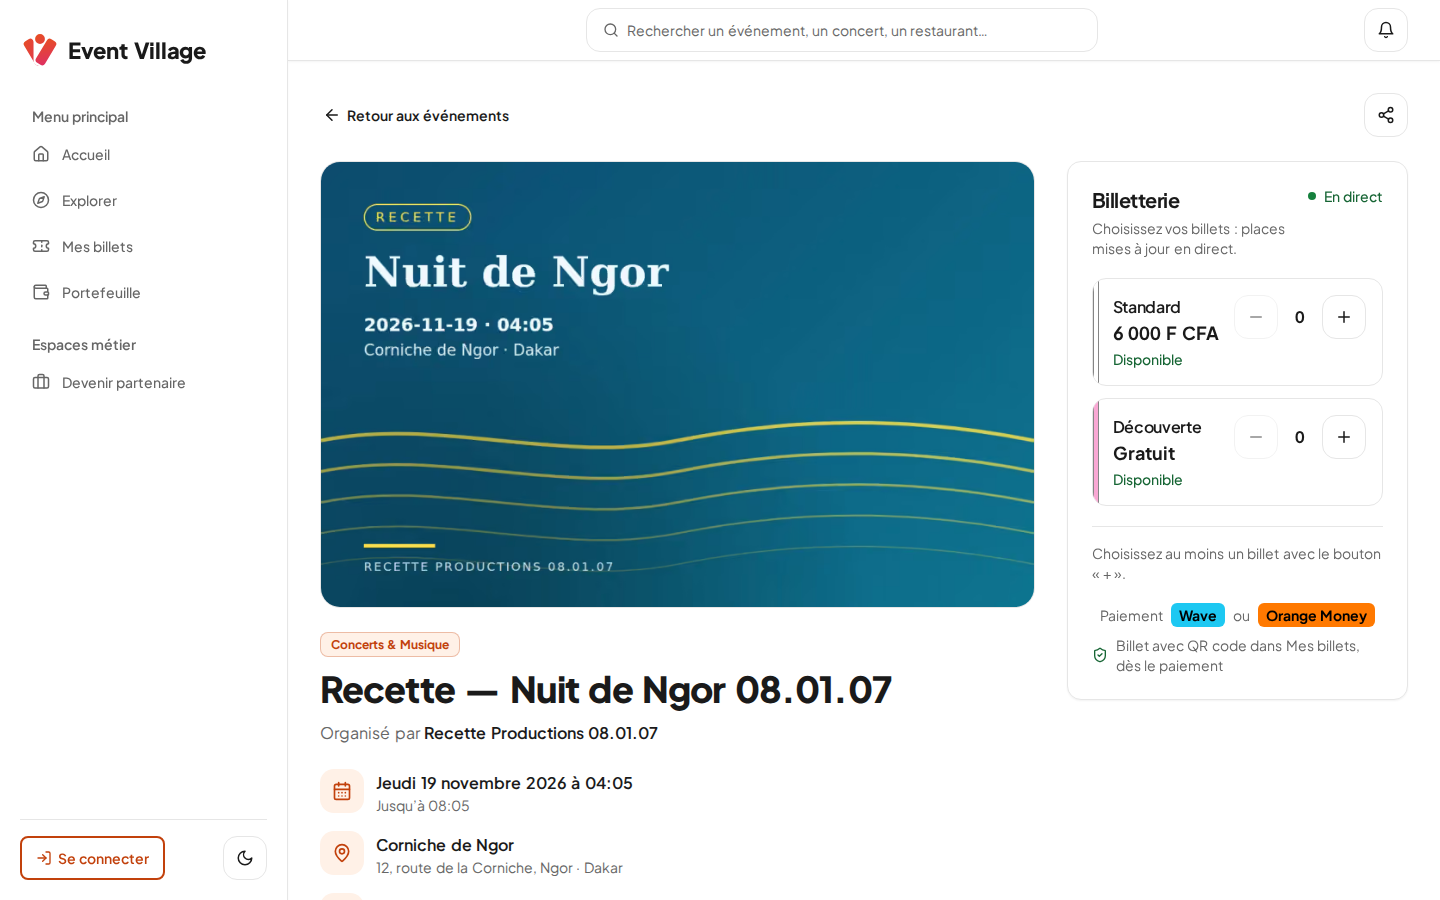 Event Village
Rechercher un événement, un concert, un restaurant...
Menu principal
Accueil
Explorer
Mes billets
Portefeuille
Espaces métier
Devenir partenaire
Se connecter
Retour aux événements
RECETTE
Nuit de Ngor
2026-11-19 · 04:05
Corniche de Ngor · Dakar
RECETTE PRODUCTIONS 08.01.07
Concerts & Musique
Recette — Nuit de Ngor 08.01.07
Organisé par Recette Productions 08.01.07
Jeudi 19 novembre 2026 à 04:05
Jusqu'à 08:05
Corniche de Ngor
12, route de la Corniche, Ngor · Dakar
Billetterie
En direct
Choisissez vos billets : places
mises à jour en direct.
Standard
6 000 F CFA
Disponible
0
Découverte
Gratuit
Disponible
0
Choisissez au moins un billet avec le bouton
« + ».
Paiement Wave ou Orange Money
Billet avec QR code dans Mes billets,
dès le paiement